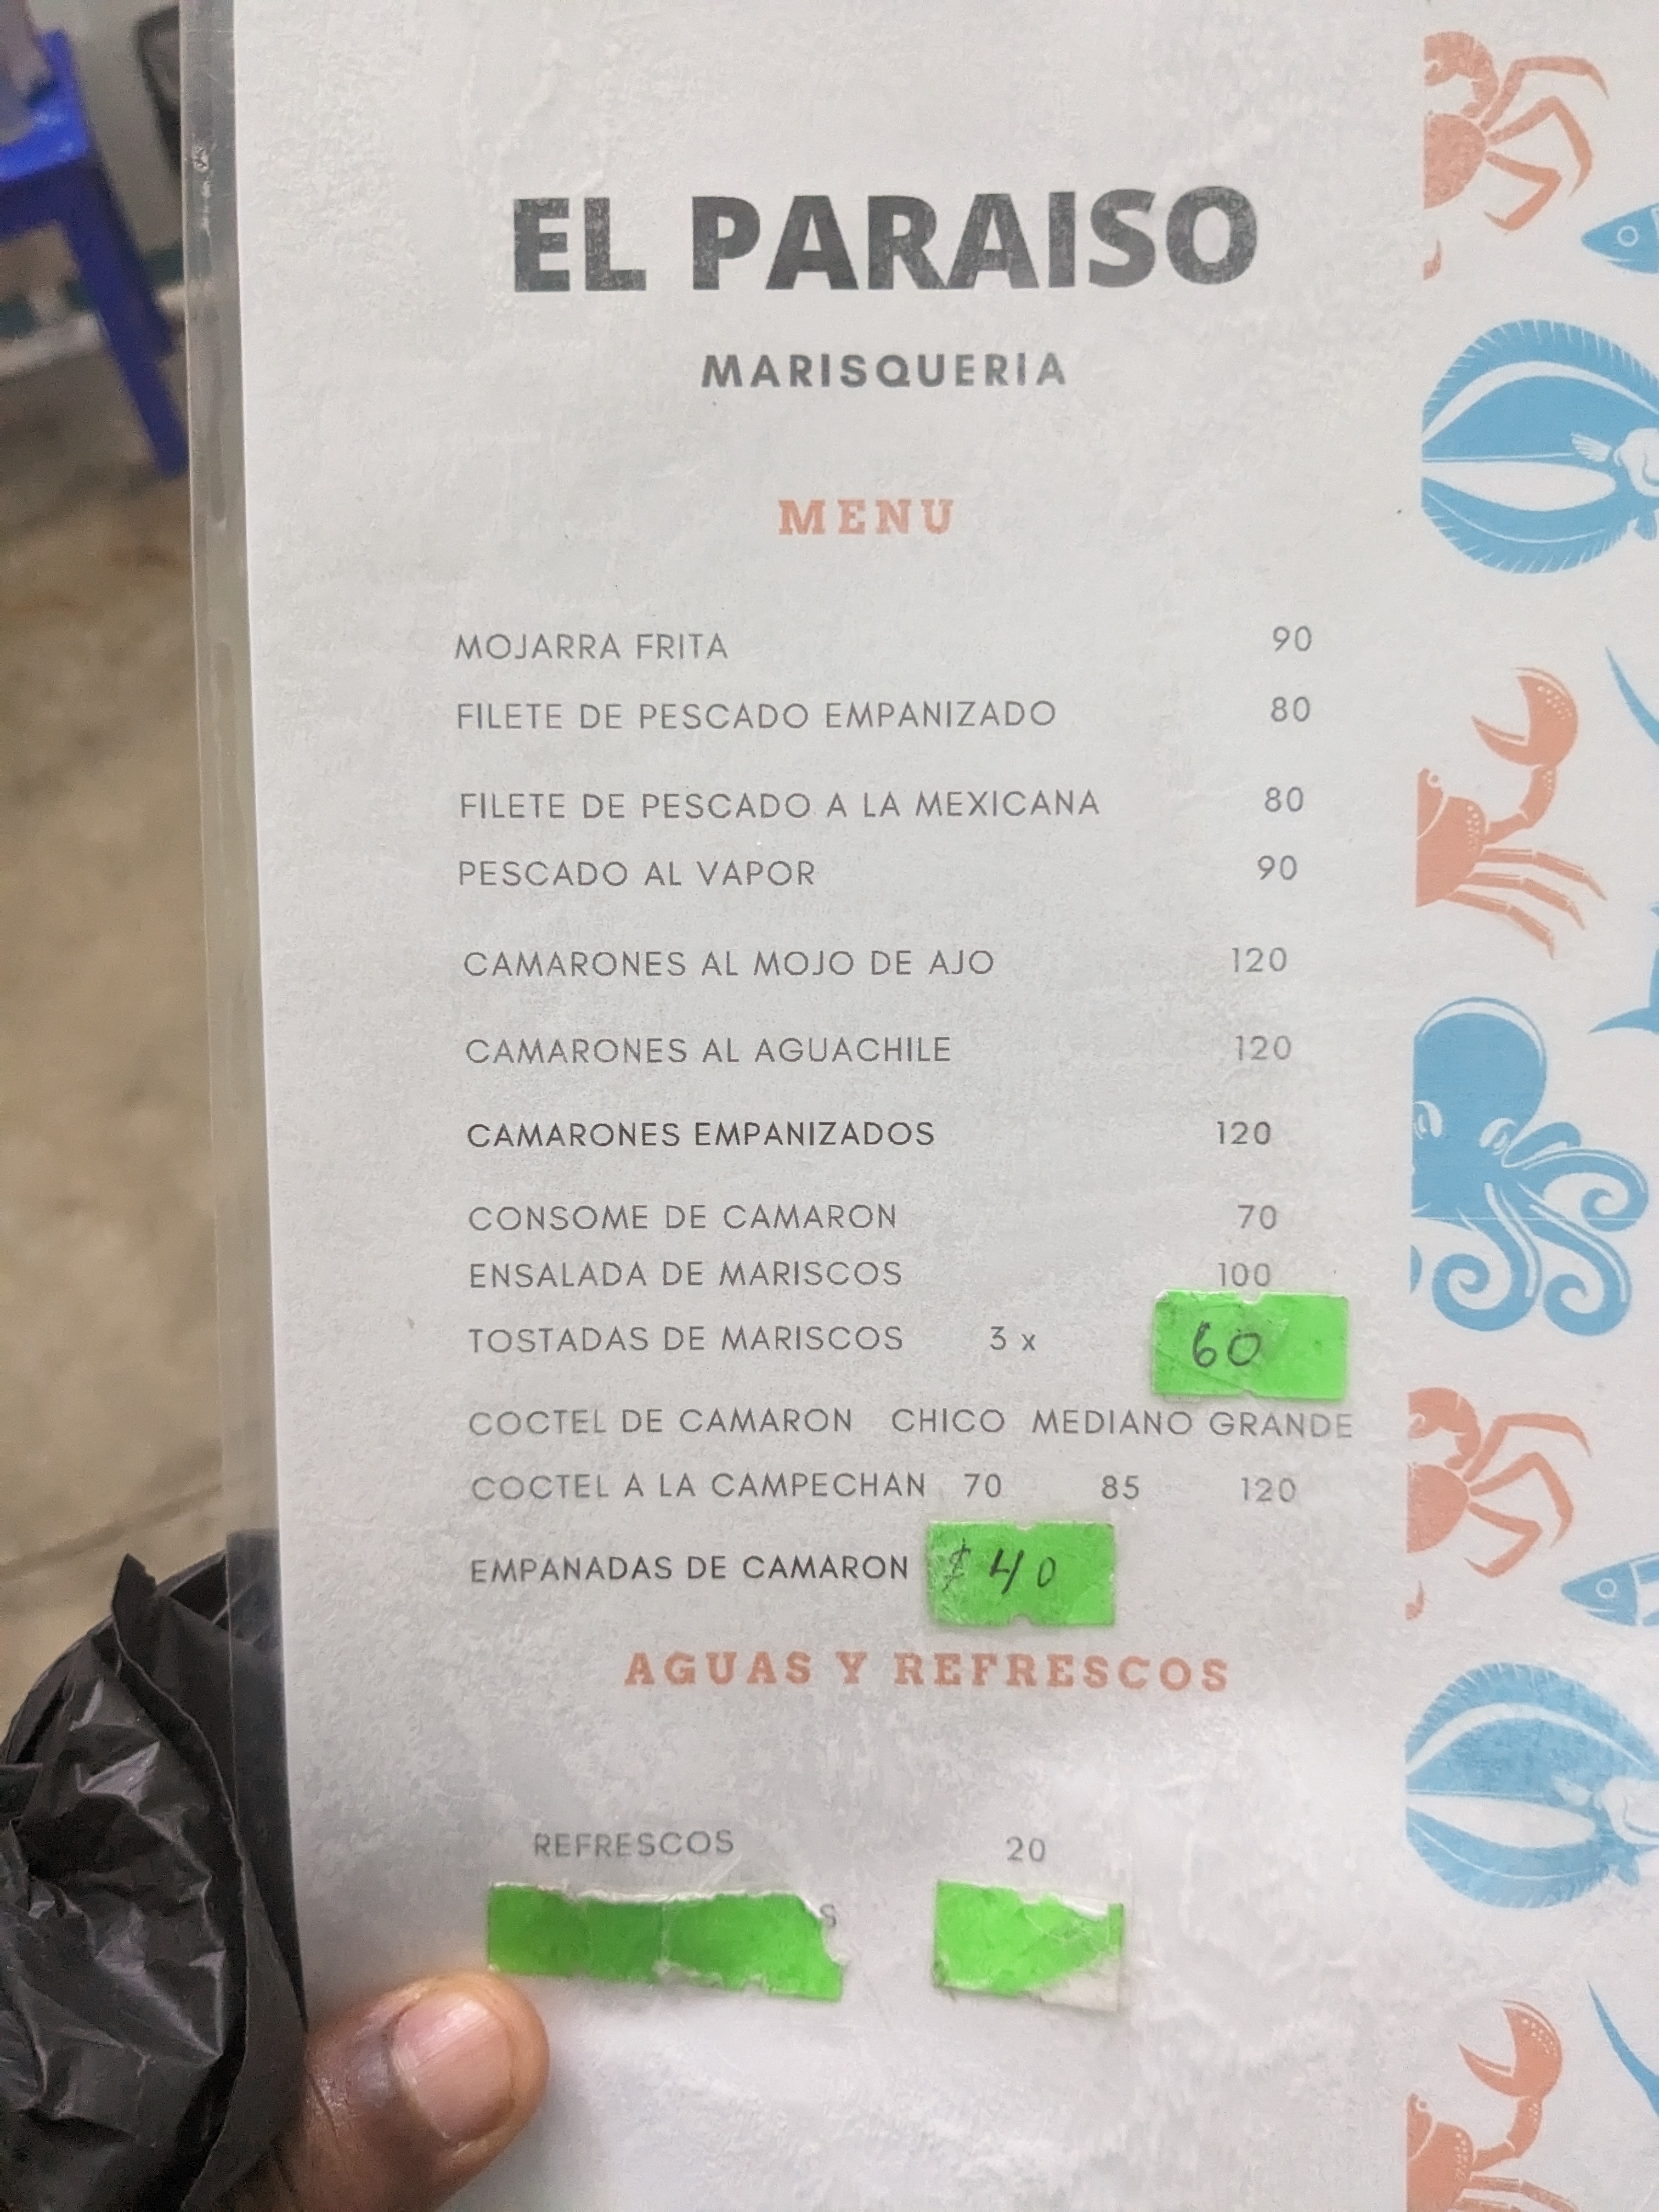 EL PARAISO
MARISQUERIA
MENU
MOJARRA FRITA 90
FILETE DE PESCADO EMPANIZADO 80
FILETE DE PESCADO A LA MEXICANA 80
PESCADO AL VAPOR 90
CAMARONES AL MOJO DE AJO 120
CAMARONES AL AGUACHILE 120
CAMARONES EMPANIZADOS 120
CONSOME DE CAMARON 70
ENSALADA DE MARISCOS 100
TOSTADAS DE MARISCOS 3 x 60
COCTEL DE CAMARON CHICO MEDIANO GRANDE
COCTEL A LA CAMPECHAN 70 85 120
EMPANADAS DE CAMARON $ 40
AGUAS Y REFRESCOS
REFRESCOS 20